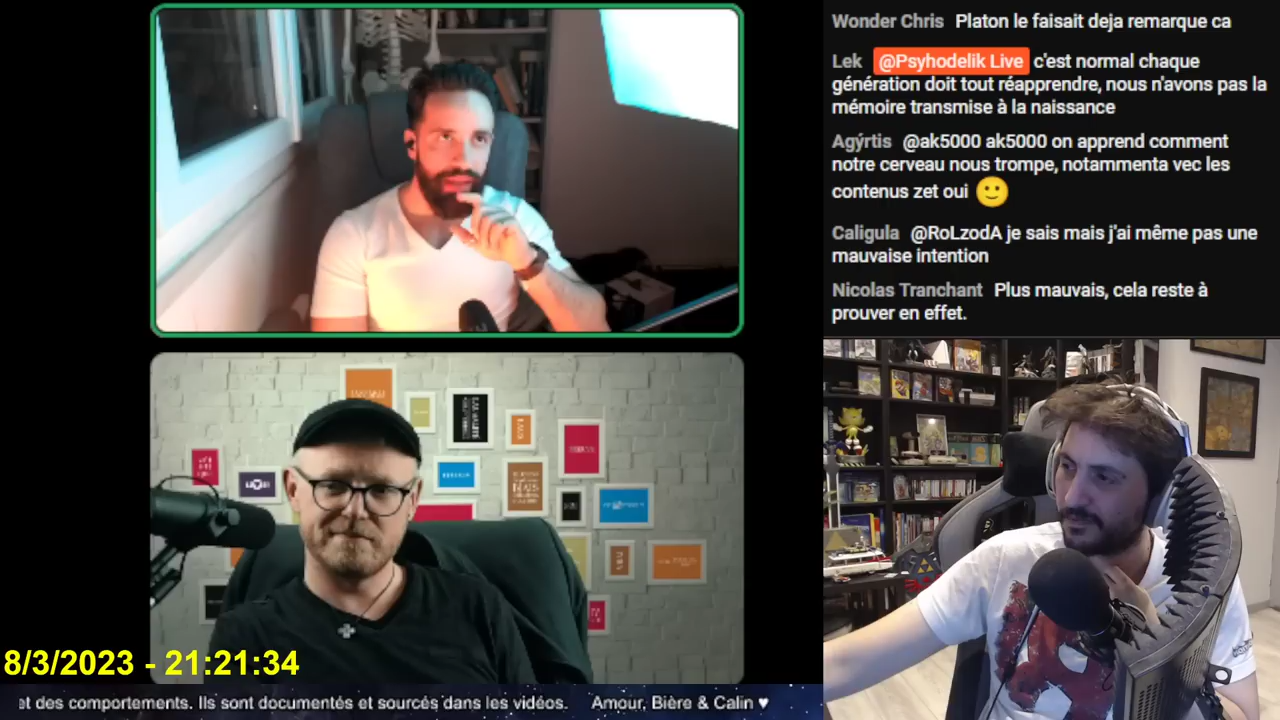 Wonder Chris Platon le faisait deja remarque ca
Lek @Psyhodelik Live c'est normal chaque
génération doit tout réapprendre, nous n'avons pas la
mémoire transmise à la naissance
Agýrtis @ak5000 ak5000 on apprend comment
notre cerveau nous trompe, notammenta vec les
contenus zet oui 🙂
Caligula @RoLzodA je sais mais j'ai même pas une
mauvaise intention
Nicolas Tranchant Plus mauvais, cela reste à
prouver en effet.
8/3/2023 - 21:21:34
et des comportements. Ils sont documentés et sourcés dans les vidéos. Amour, Bière & Calin ♥